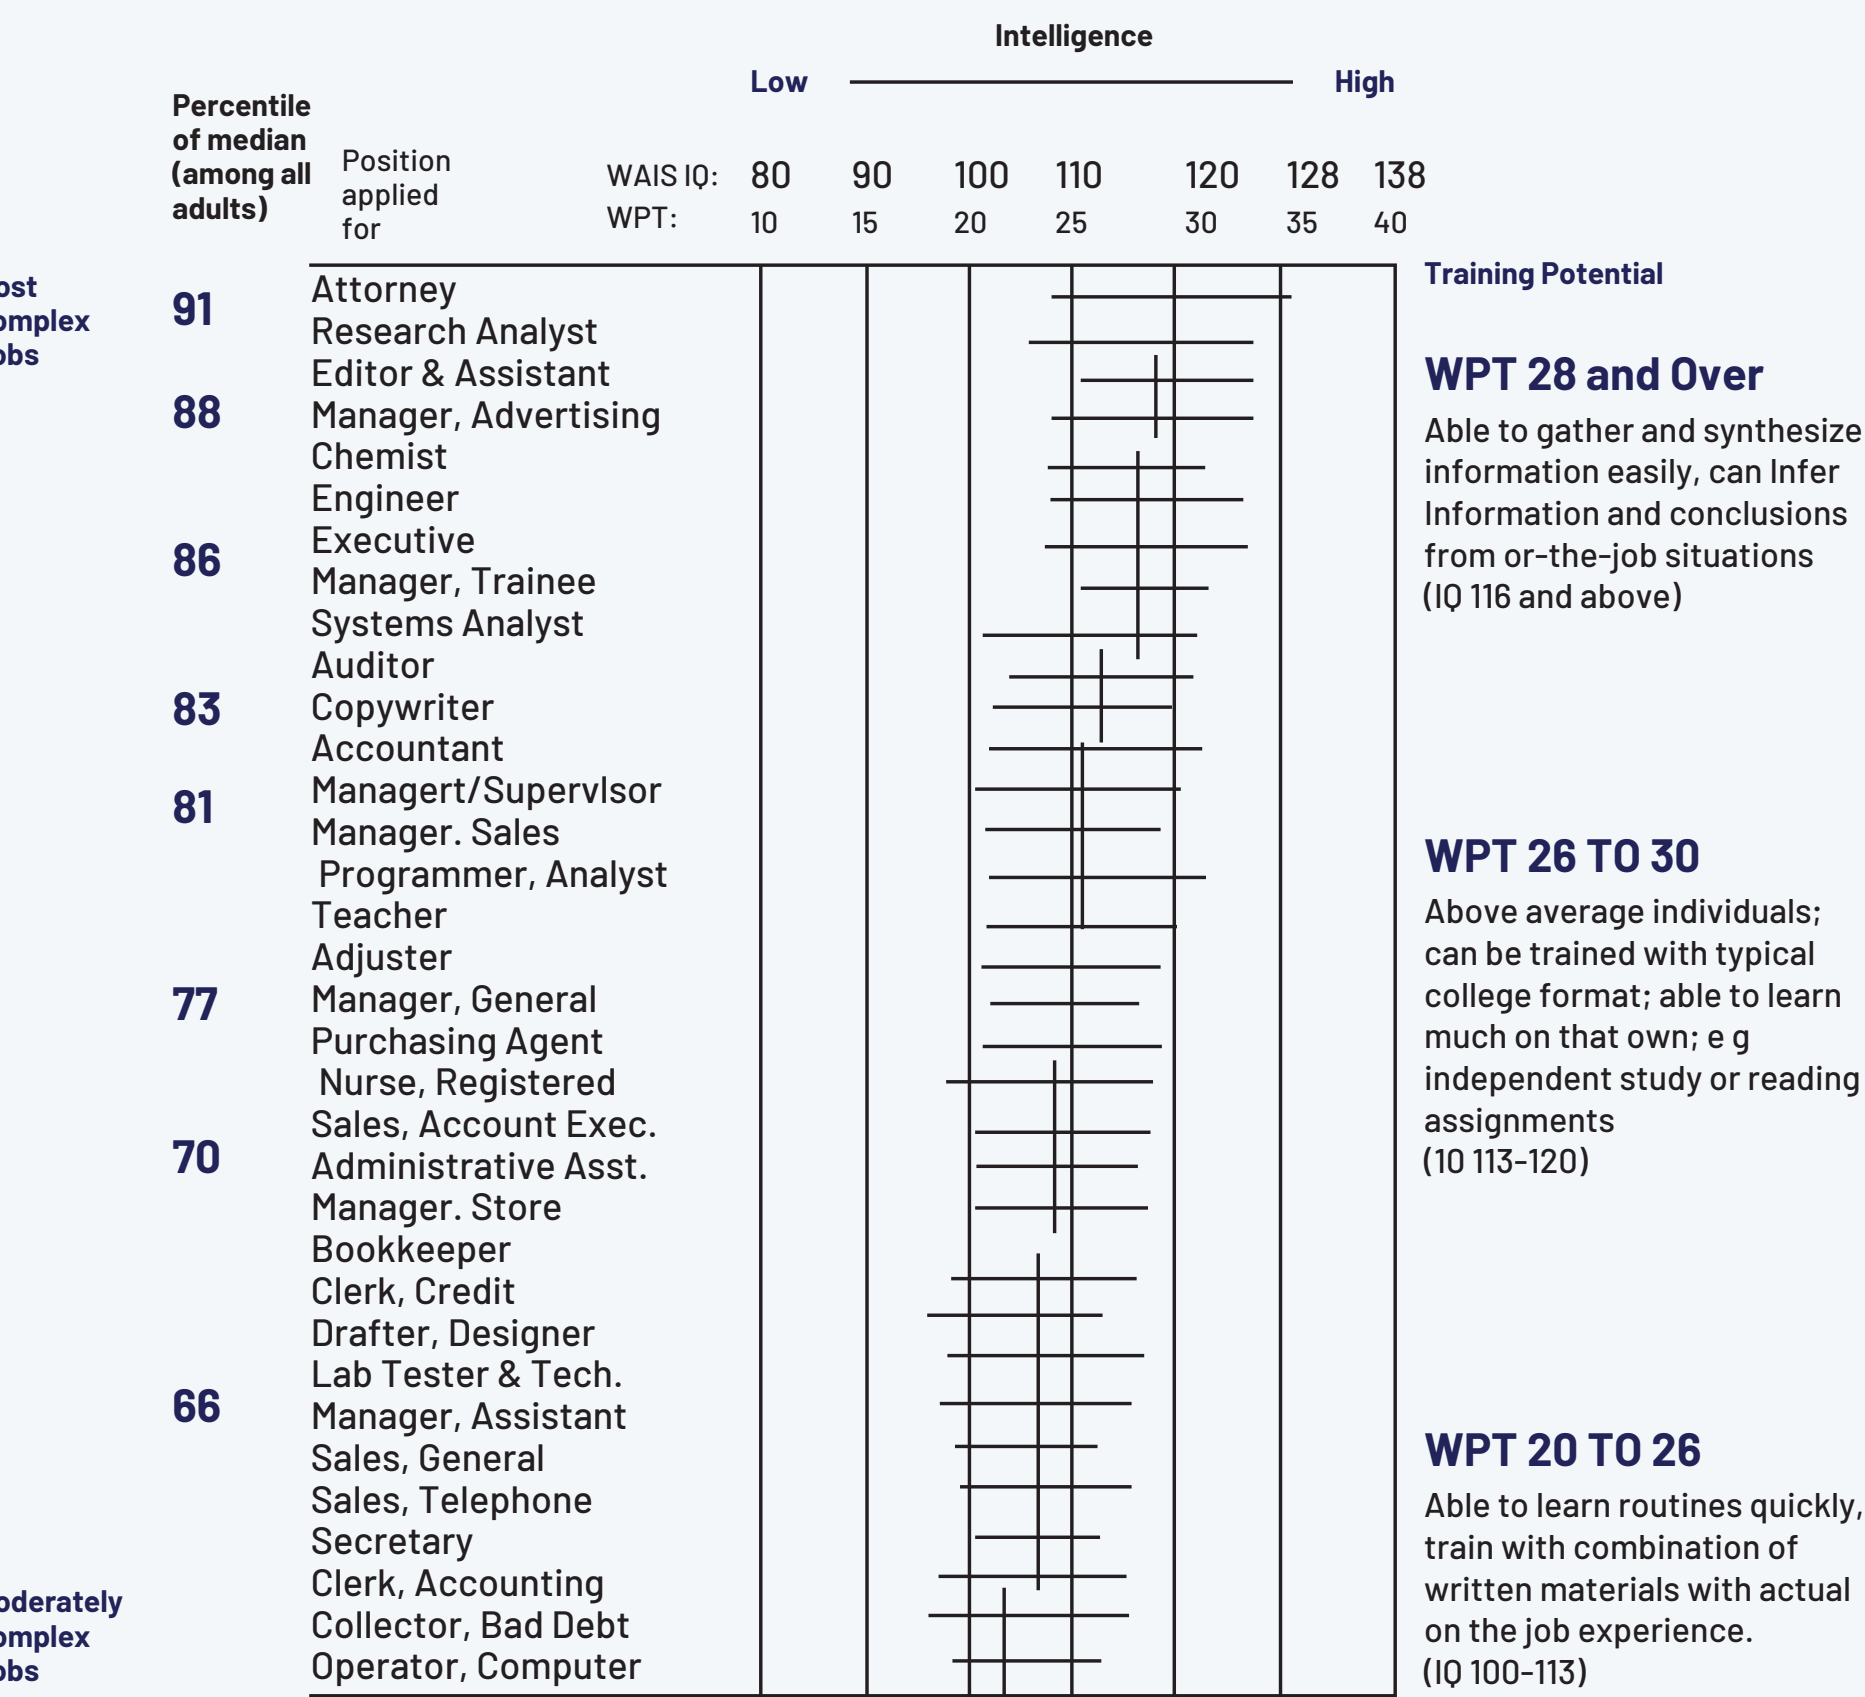 Intelligence
Low High
Percentile
of median
(among all
adults)
Position
applied
for
WAIS IQ: 80 90 100 110 120 128 138
WPT: 10 15 20 25 30 35 40
ost
omplex
obs
91
88
86
83
81
77
70
66
oderately
omplex
obs
Attorney
Research Analyst
Editor & Assistant
Manager, Advertising
Chemist
Engineer
Executive
Manager, Trainee
Systems Analyst
Auditor
Copywriter
Accountant
Managert/SupervIsor
Manager. Sales
Programmer, Analyst
Teacher
Adjuster
Manager, General
Purchasing Agent
Nurse, Registered
Sales, Account Exec.
Administrative Asst.
Manager. Store
Bookkeeper
Clerk, Credit
Drafter, Designer
Lab Tester & Tech.
Manager, Assistant
Sales, General
Sales, Telephone
Secretary
Clerk, Accounting
Collector, Bad Debt
Operator, Computer
Training Potential
WPT 28 and Over
Able to gather and synthesize
information easily, can Infer
Information and conclusions
from or-the-job situations
(IQ 116 and above)
WPT 26 TO 30
Above average individuals;
can be trained with typical
college format; able to learn
much on that own; e g
independent study or reading
assignments
(10 113-120)
WPT 20 TO 26
Able to learn routines quickly,
train with combination of
written materials with actual
on the job experience.
(IQ 100-113)